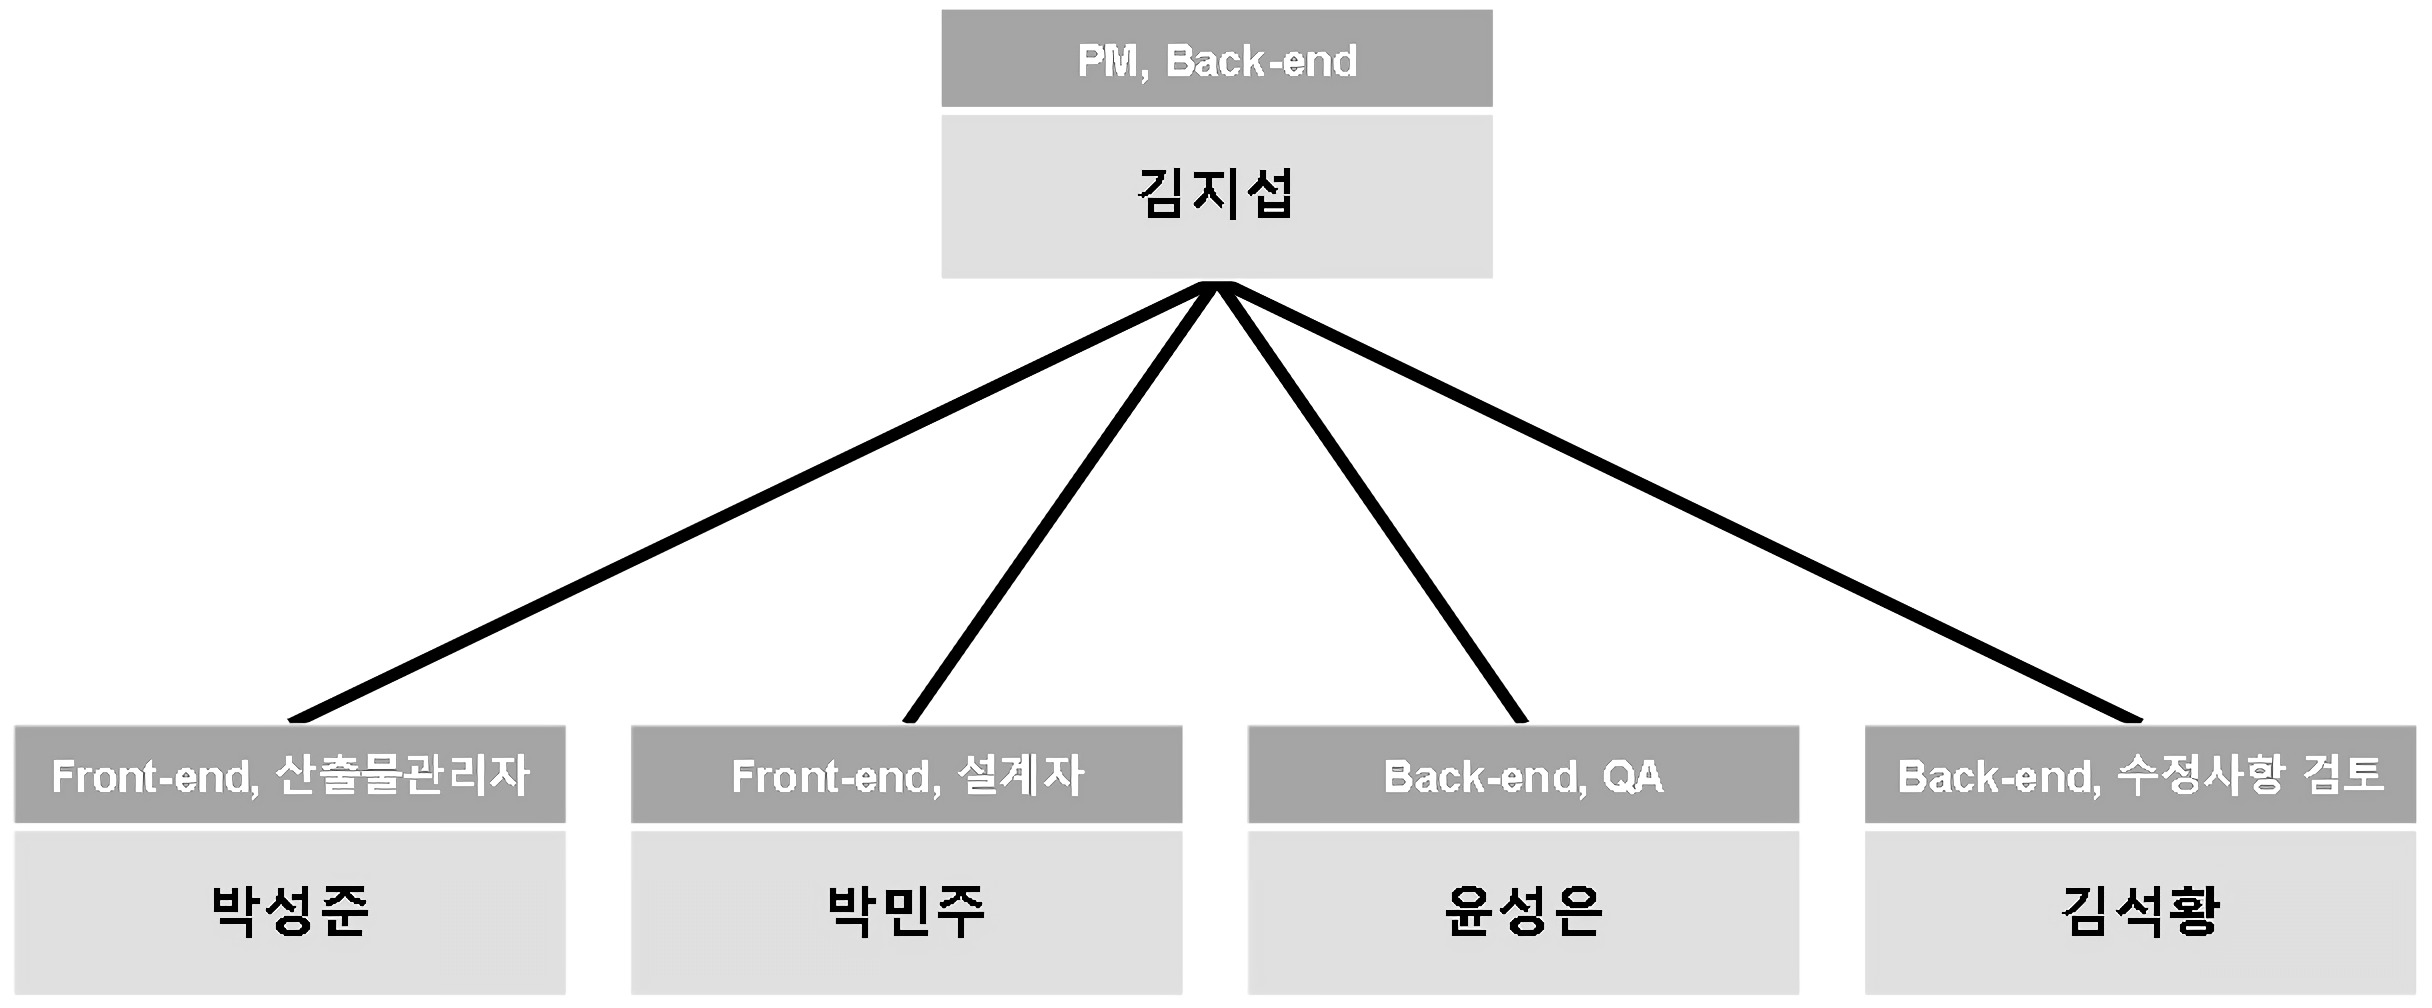 PM, Back-end
김지섭
Front-end, 산출물관리자
박성준
Front-end, 설계자
박민주
Back-end, QA
윤성은
Back-end, 수정사항 검토
김석황